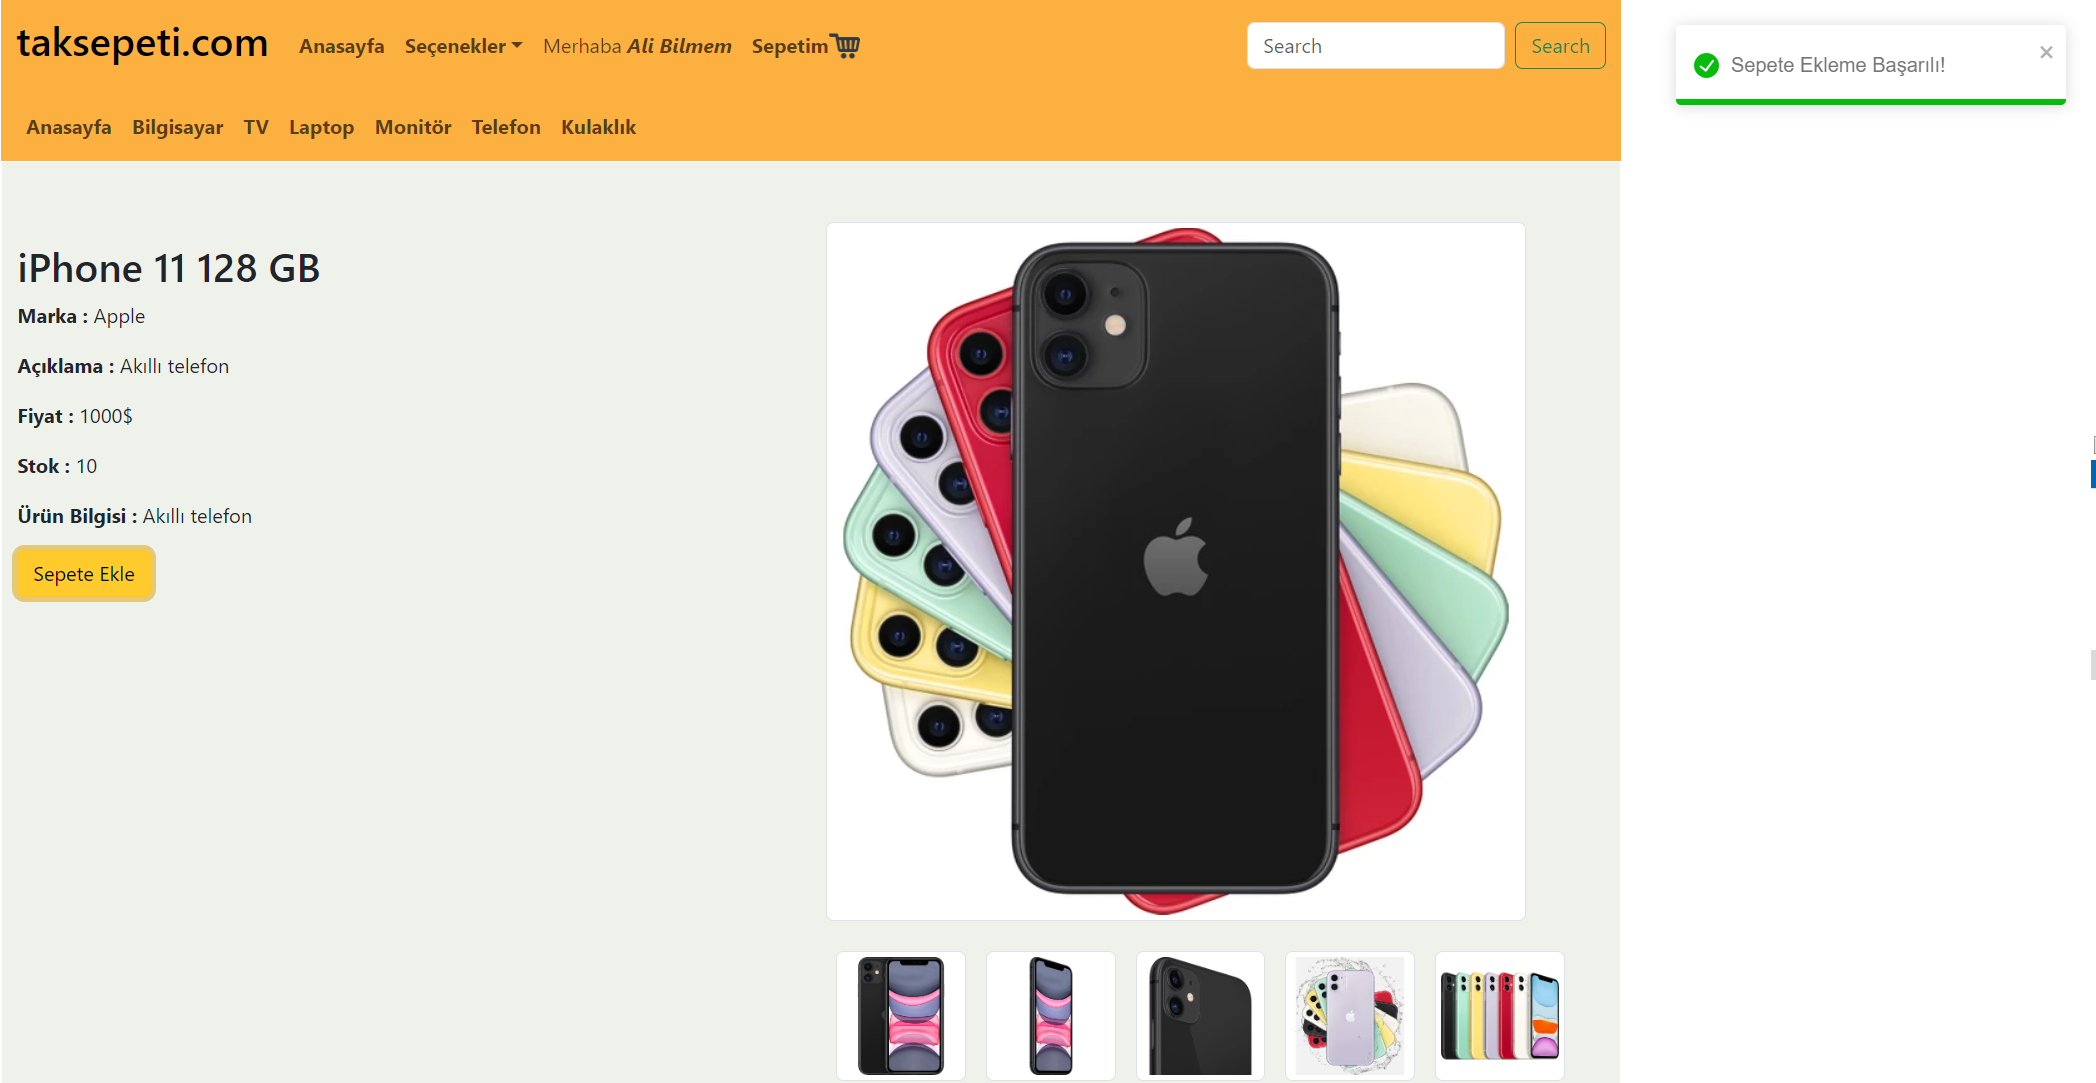 taksepeti.com Anasayfa Seçenekler Merhaba Ali Bilmem Sepetim Search Search
Sepete Ekleme Başarılı!
Anasayfa Bilgisayar TV Laptop Monitör Telefon Kulaklık
iPhone 11 128 GB
Marka : Apple
Açıklama : Akıllı telefon
Fiyat : 1000$
Stok : 10
Ürün Bilgisi : Akıllı telefon
Sepete Ekle